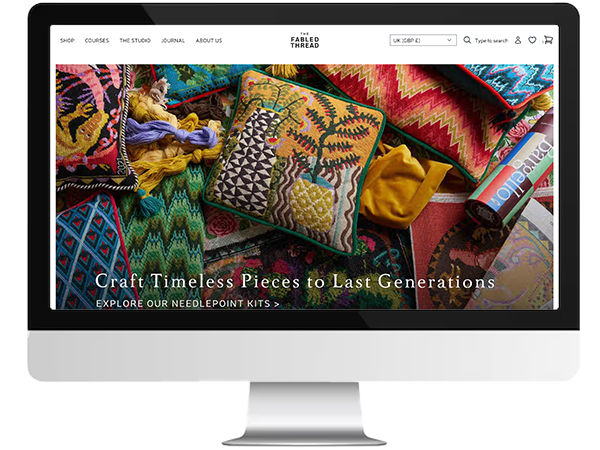 SHOP COURSES THE STUDIO JOURNAL ABOUT US
THE
FABLED
THREAD
UK (GBP £)
Type to search
Craft Timeless Pieces to Last Generations
EXPLORE OUR NEEDLEPOINT KITS >